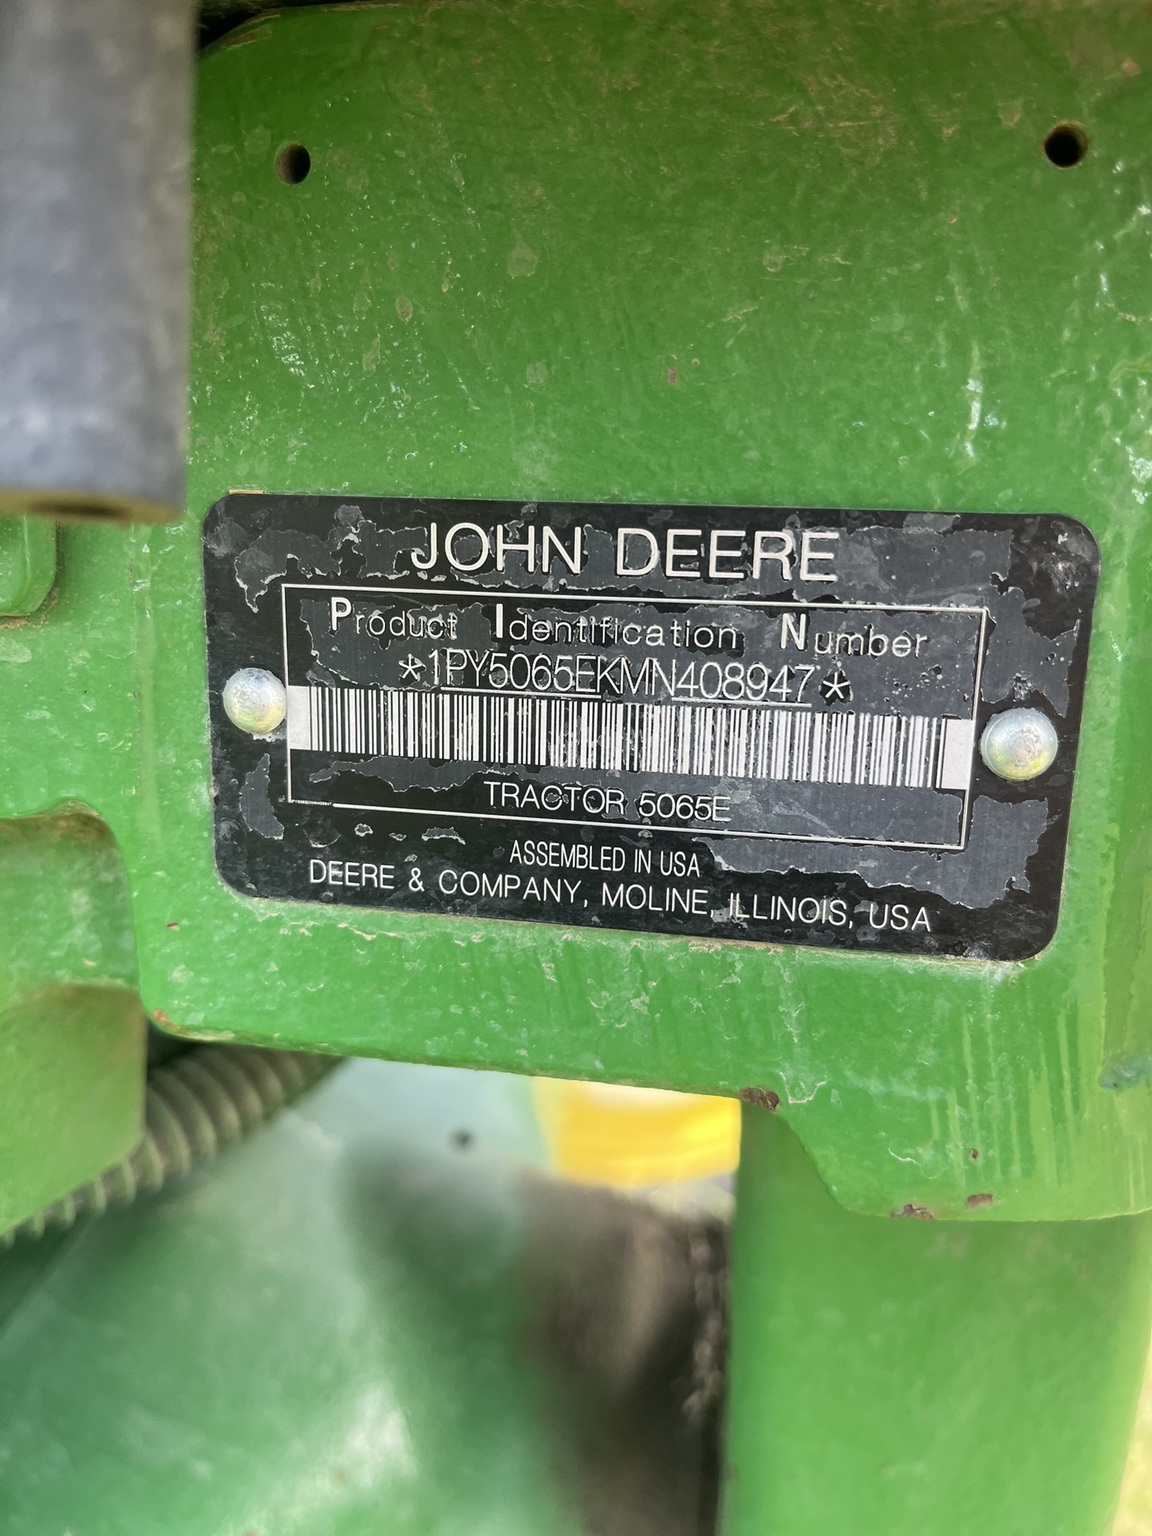 JOHN DEERE
Product Identification Number
*1PY5065EKMN408947*
TRACTOR 5065E
ASSEMBLED IN USA
DEERE & COMPANY, MOLINE, ILLINOIS, USA